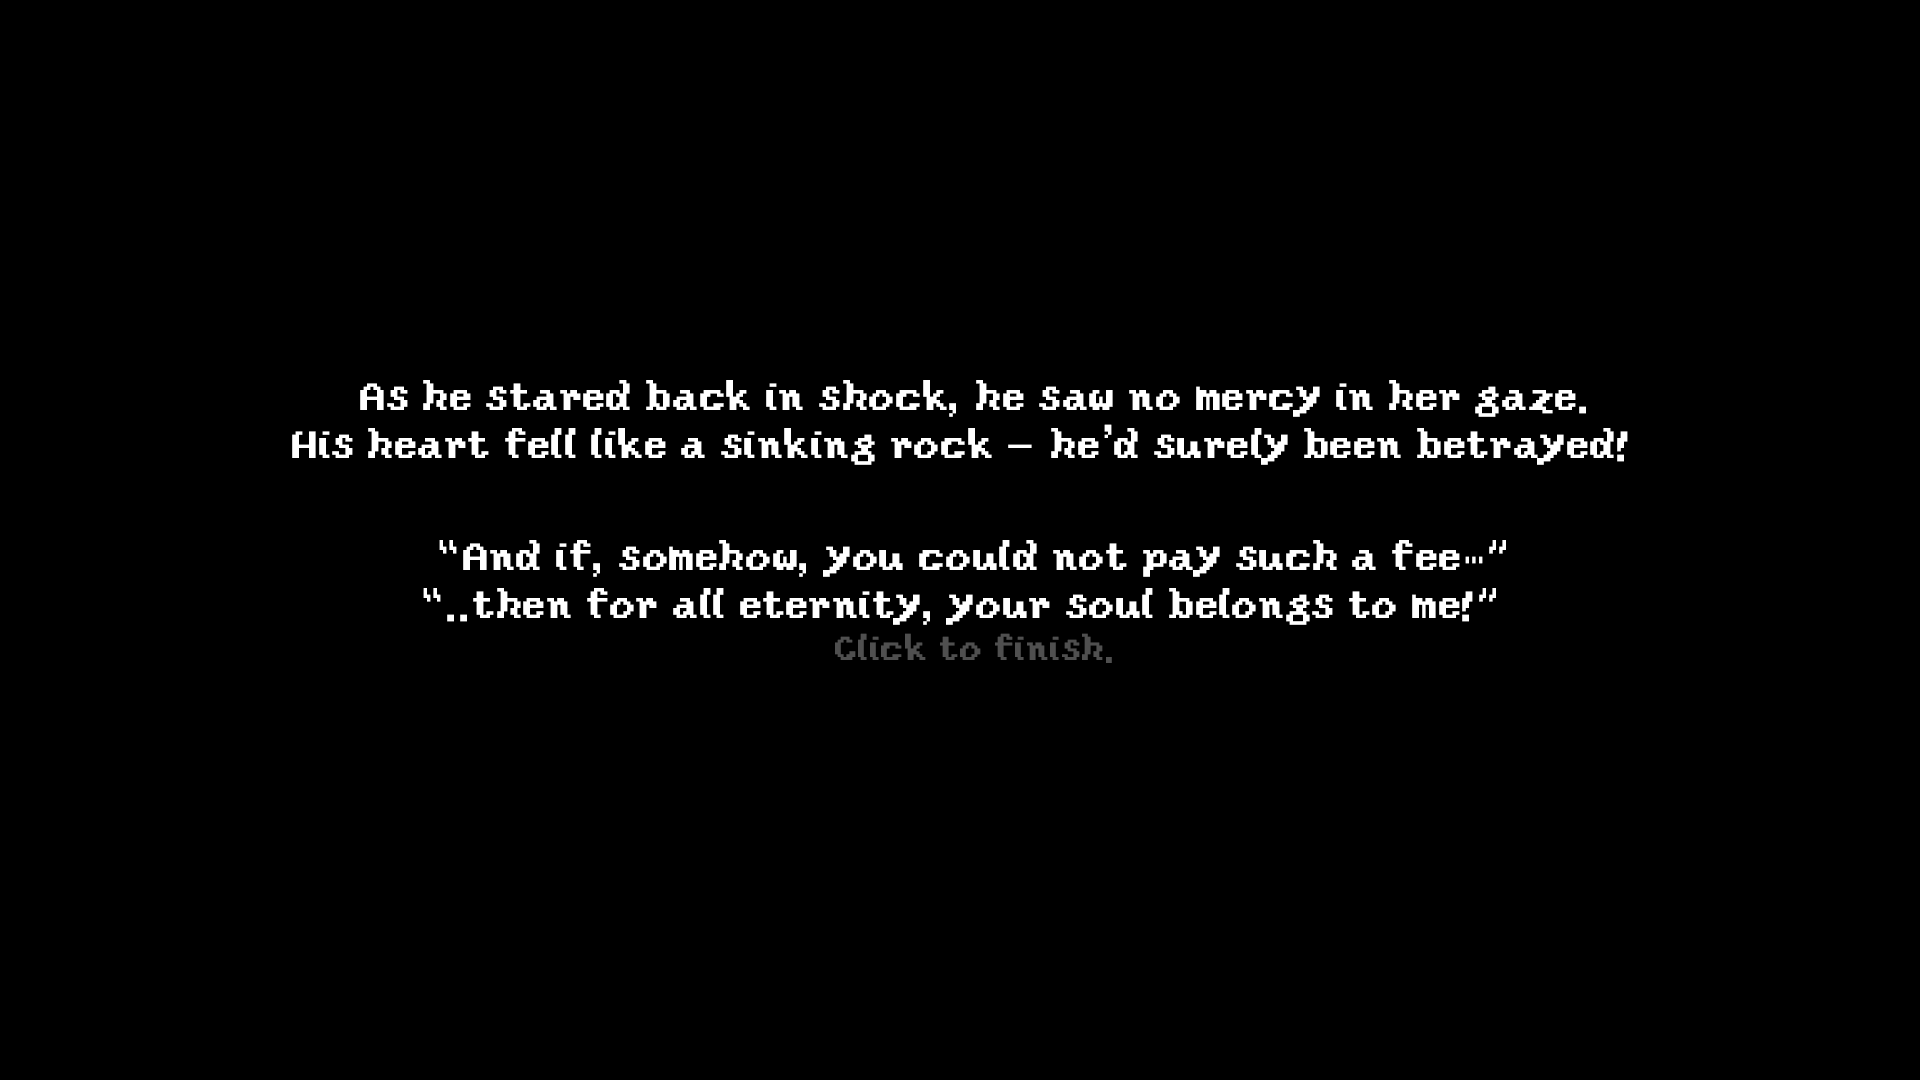 As he stared back in shock, he saw no mercy in her gaze.
His heart fell like a sinking rock – he’d surely been betrayed!
“And if, somehow, you could not pay such a fee…”
“..then for all eternity, your soul belongs to me!”
Click to finish.